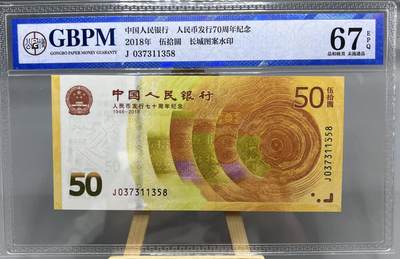 GBPM
GONGBO PAPER MONEY GUARANTY
中国人民银行 人民币发行70周年纪念
2018年 伍拾圆 长城图案水印
J 037311358
67 EPQ
中国人民银行
人民币发行七十周年纪念
1948-2018
50 伍拾圆
J037311358
50
J037311358